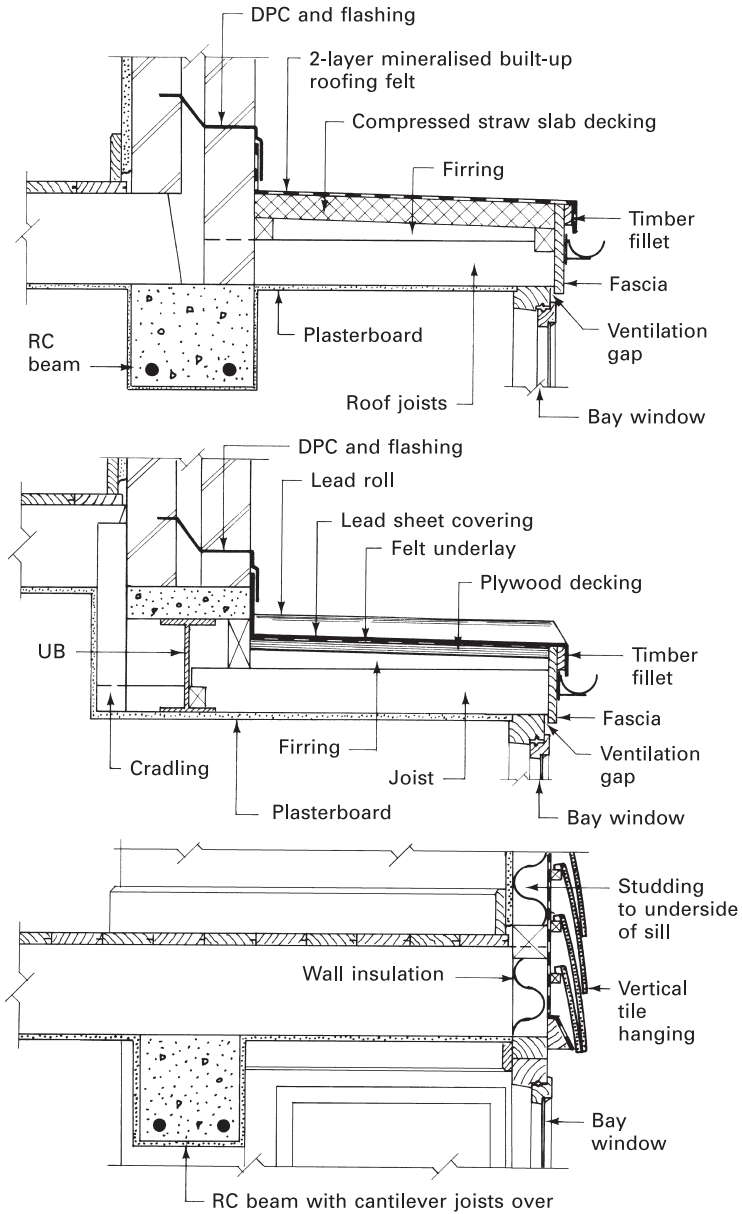 DPC and flashing
2-layer mineralised built-up
roofing felt
Compressed straw slab decking
Firring
Timber
fillet
Fascia
Ventilation
gap
Plasterboard
RC
beam
Roof joists
Bay window
DPC and flashing
Lead roll
Lead sheet covering
Felt underlay
Plywood decking
UB
Timber
fillet
Fascia
Firring
Ventilation
gap
Cradling
Joist
Plasterboard
Bay window
Studding
to underside
of sill
Wall insulation
Vertical
tile
hanging
Bay
window
RC beam with cantilever joists over